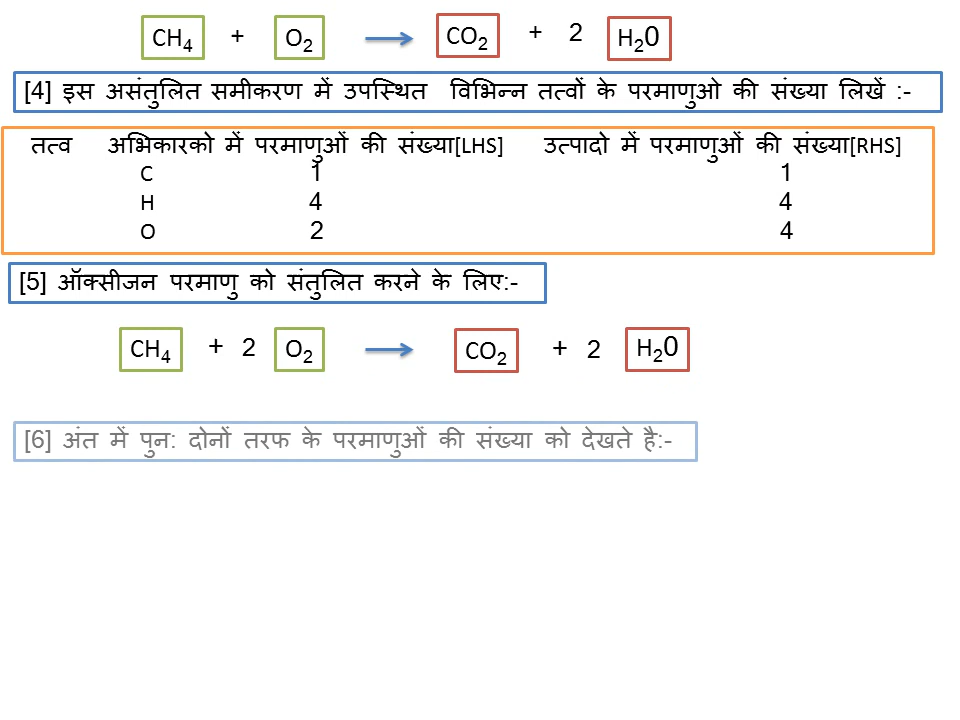 CH₄ + O₂ → CO₂ + 2 H₂0
[4] इस असंतुलित समीकरण में उपस्थित विभिन्न तत्वों के परमाणुओ की संख्या लिखें :-
तत्व अभिकारको में परमाणुओं की संख्या[LHS] उत्पादो में परमाणुओं की संख्या[RHS]
C 1 1
H 4 4
O 2 4
[5] ऑक्सीजन परमाणु को संतुलित करने के लिए:-
CH₄ + 2 O₂ → CO₂ + 2 H₂0
[6] अंत में पुन: दोनों तरफ के परमाणुओं की संख्या को देखते है:-